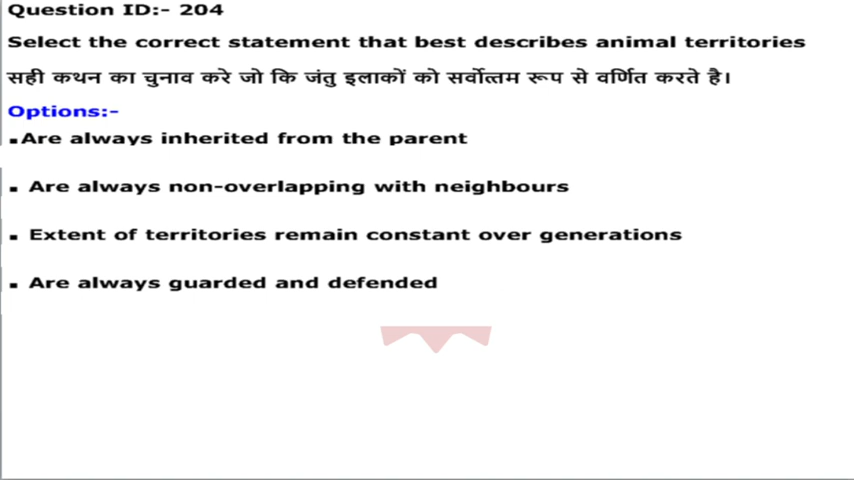 Question ID:- 204
Select the correct statement that best describes animal territories
सही कथन का चुनाव करे जो कि जंतु इलाकों को सर्वोत्तम रूप से वर्णित करते है।
Options:-
▪Are always inherited from the parent
▪ Are always non-overlapping with neighbours
▪ Extent of territories remain constant over generations
▪ Are always guarded and defended